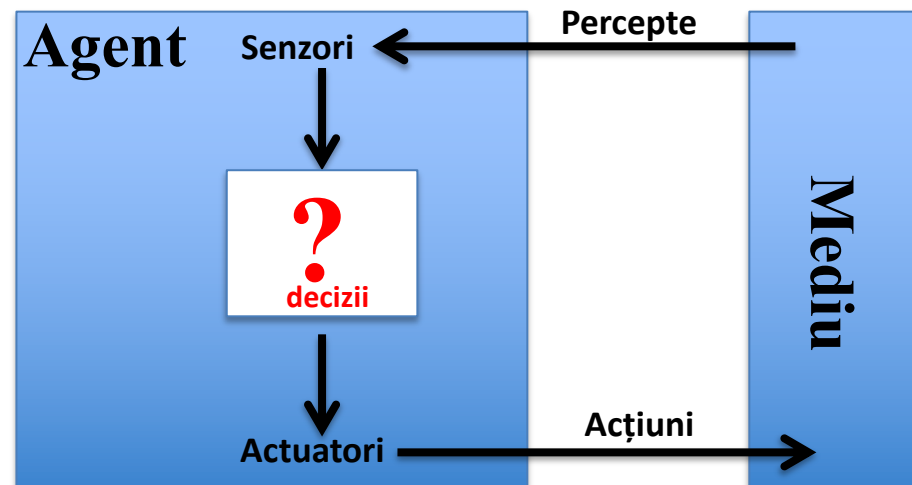 Agent
Senzori
Percepte
?
decizii
Mediu
Actuatori
Acțiuni